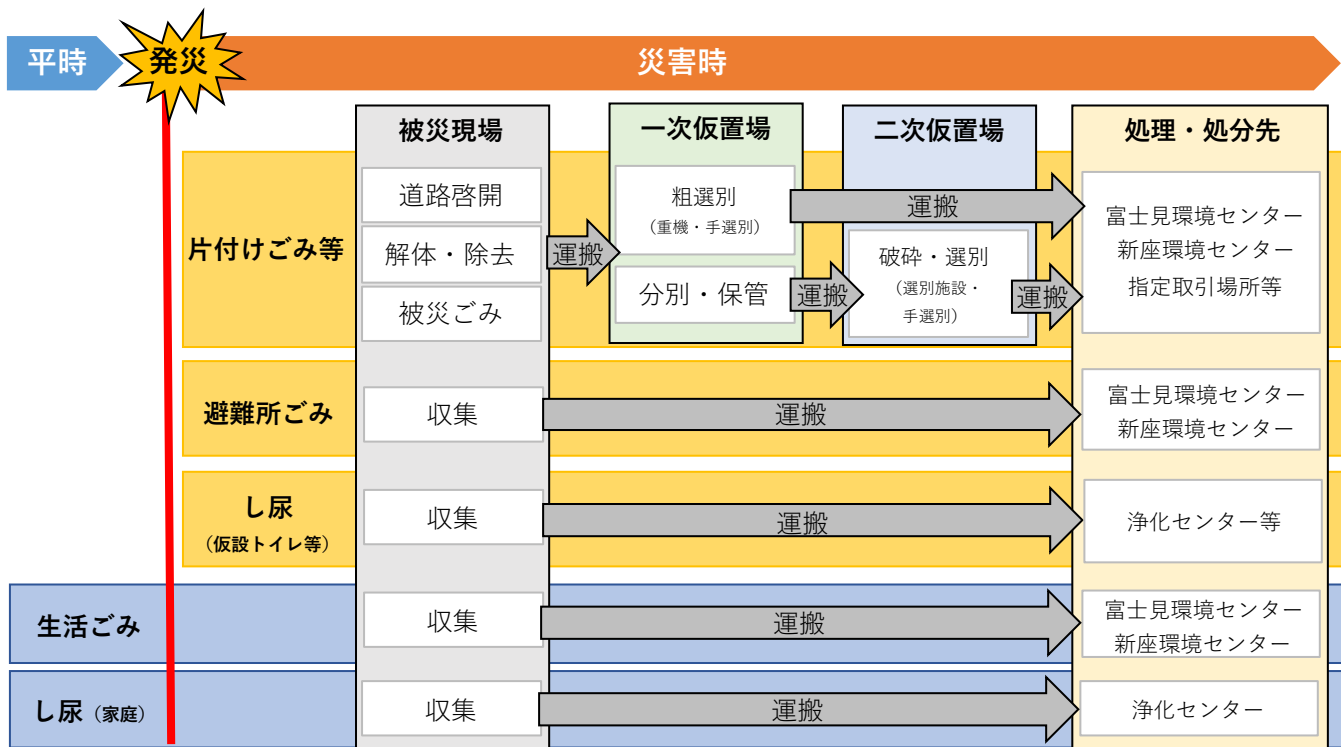 平時
発災
災害時
被災現場
一次仮置場
二次仮置場
処理・処分先
片付けごみ等
道路啓開
解体・除去
被災ごみ
運搬
粗選別
(重機・手選別)
分別・保管
運搬
運搬
破砕・選別
(選別施設・
手選別)
運搬
富士見環境センター
新座環境センター
指定取引場所等
避難所ごみ
収集
運搬
富士見環境センター
新座環境センター
し尿
(仮設トイレ等)
収集
運搬
浄化センター等
生活ごみ
収集
運搬
富士見環境センター
新座環境センター
し尿(家庭)
収集
運搬
浄化センター